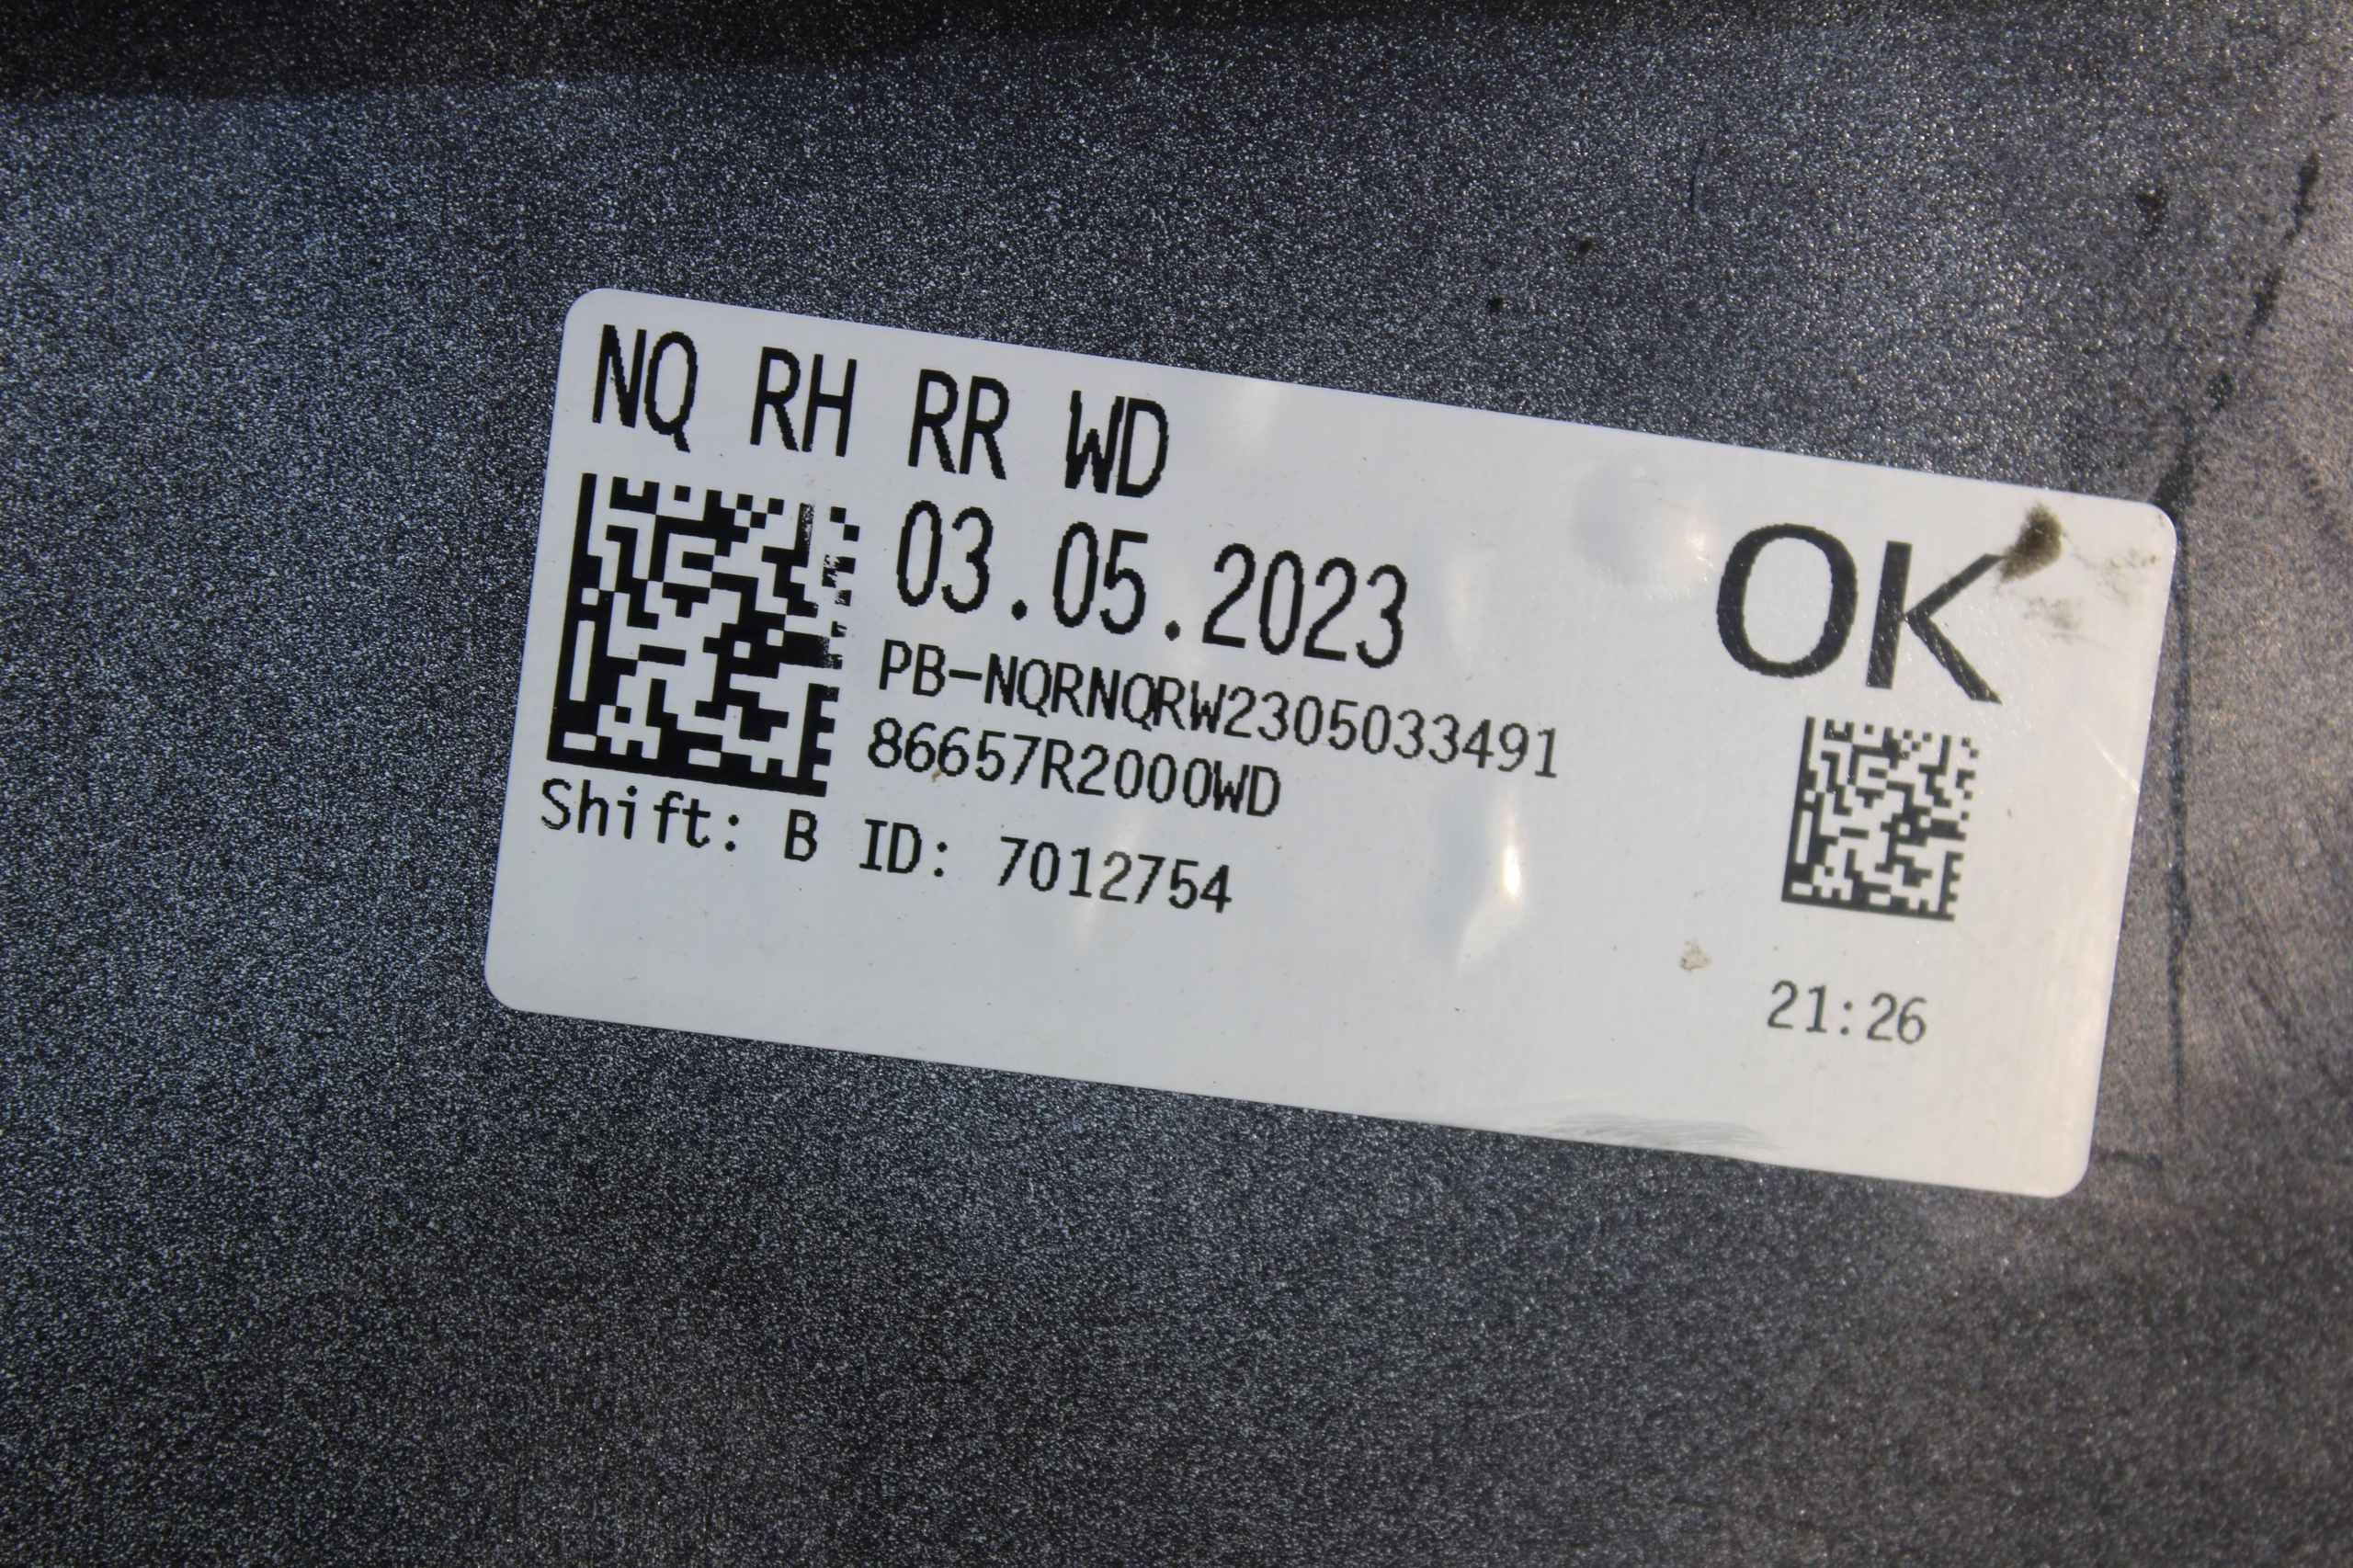 NQ RH RR WD
03.05.2023
OK
PB-NQRNQRW2305033491
86657R2000WD
Shift: B ID: 7012754
21:26